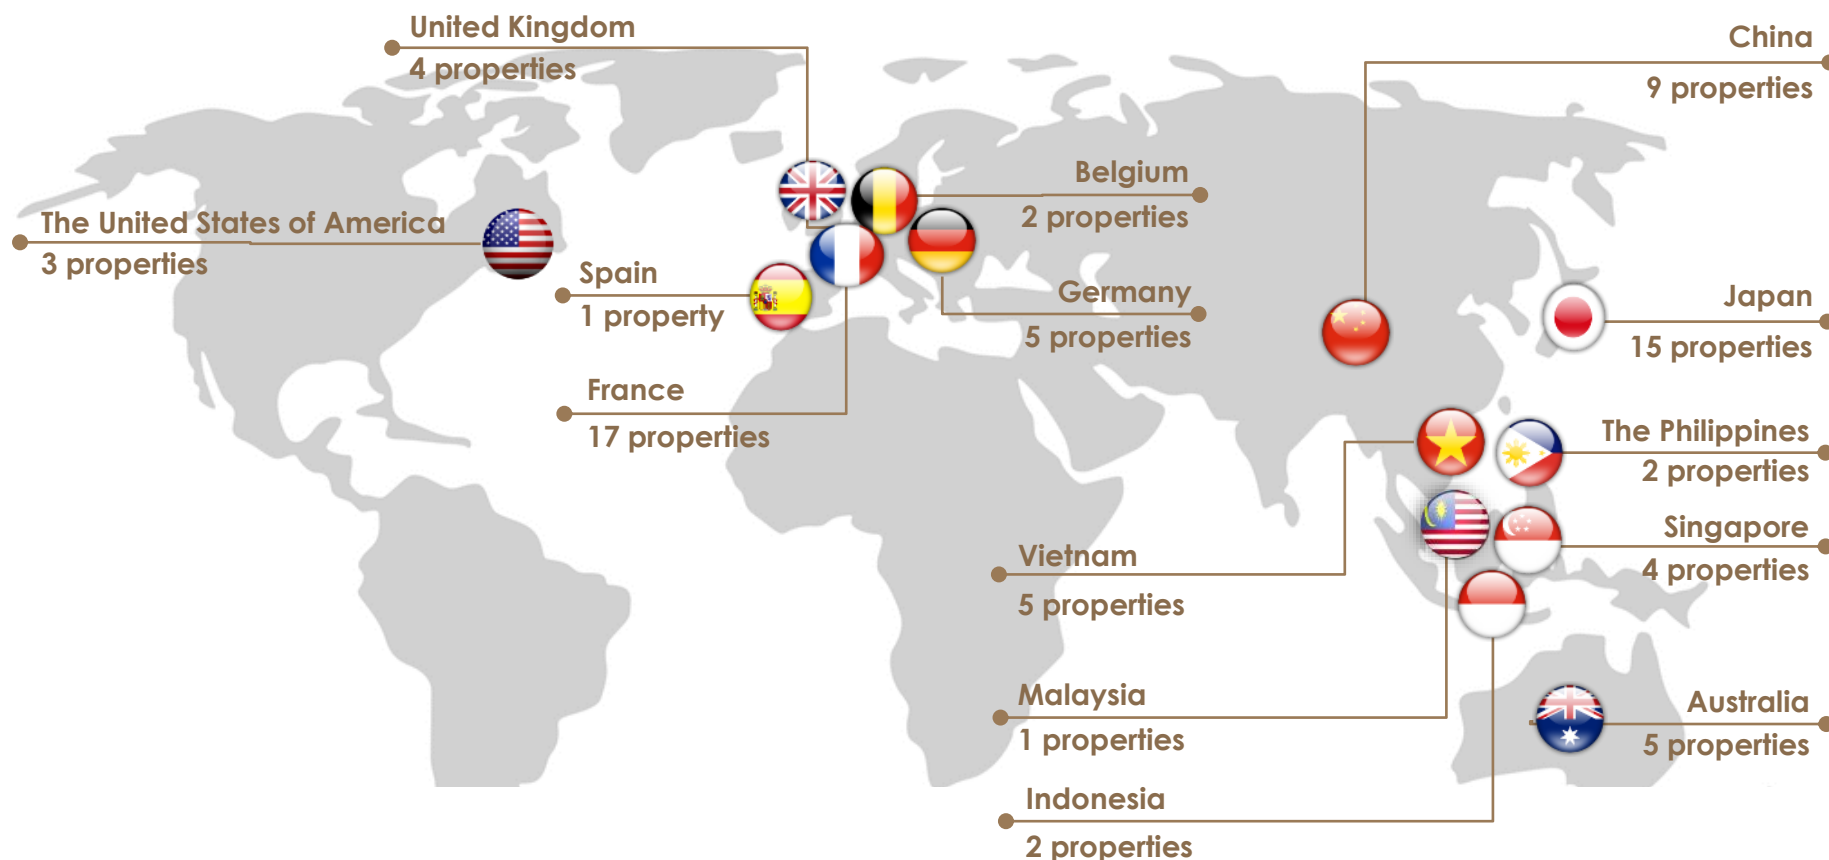 United Kingdom
4 properties
China
9 properties
Belgium
2 properties
The United States of America
3 properties
Spain
1 property
Germany
5 properties
Japan
15 properties
France
17 properties
The Philippines
2 properties
Singapore
4 properties
Vietnam
5 properties
Malaysia
1 properties
Australia
5 properties
Indonesia
2 properties